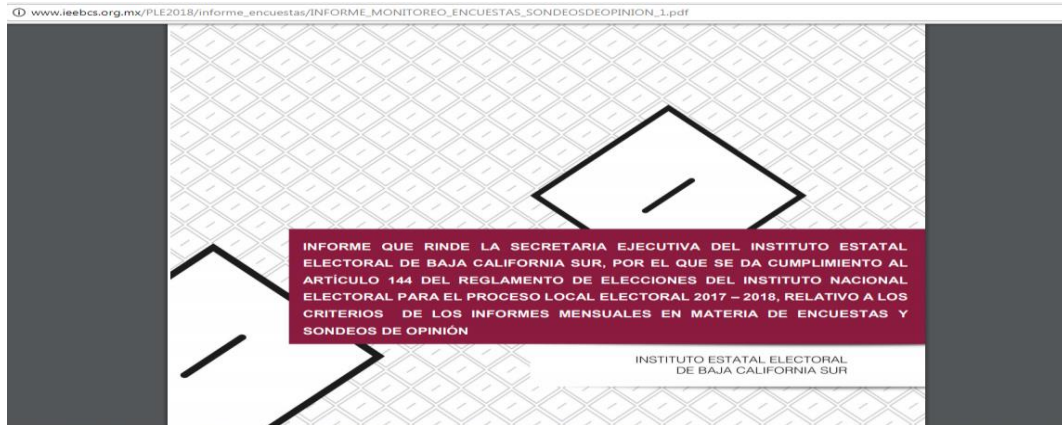 www.ieebcs.org.mx/PLE2018/informe_encuestas/INFORME_MONITOREO_ENCUESTAS_SONDEOSDEOPINION_1.pdf
INFORME QUE RINDE LA SECRETARIA EJECUTIVA DEL INSTITUTO ESTATAL
ELECTORAL DE BAJA CALIFORNIA SUR, POR EL QUE SE DA CUMPLIMIENTO AL
ARTÍCULO 144 DEL REGLAMENTO DE ELECCIONES DEL INSTITUTO NACIONAL
ELECTORAL PARA EL PROCESO LOCAL ELECTORAL 2017 – 2018, RELATIVO A LOS
CRITERIOS DE LOS INFORMES MENSUALES EN MATERIA DE ENCUESTAS Y
SONDEOS DE OPINIÓN
INSTITUTO ESTATAL ELECTORAL
DE BAJA CALIFORNIA SUR